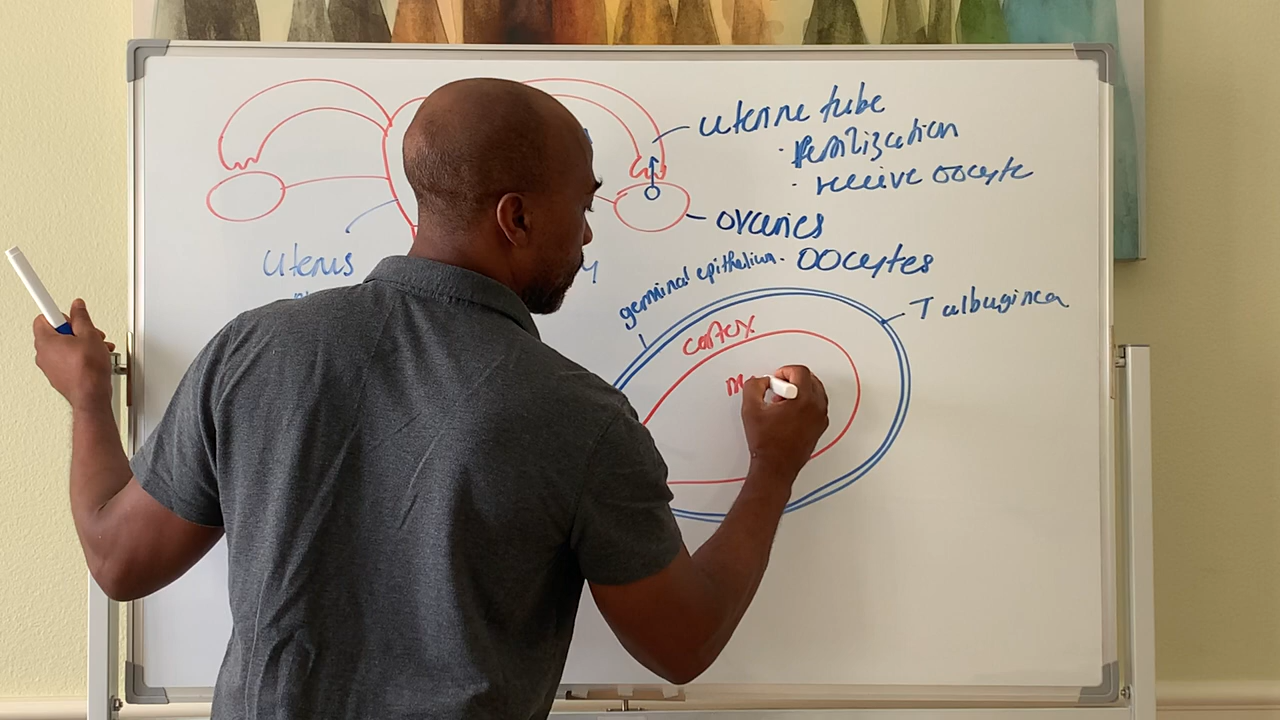 uterine tube
· fertilization
· receive oocyte
ovaries
uterus
germinal epithelium.
oocytes
T albuginea
cortex